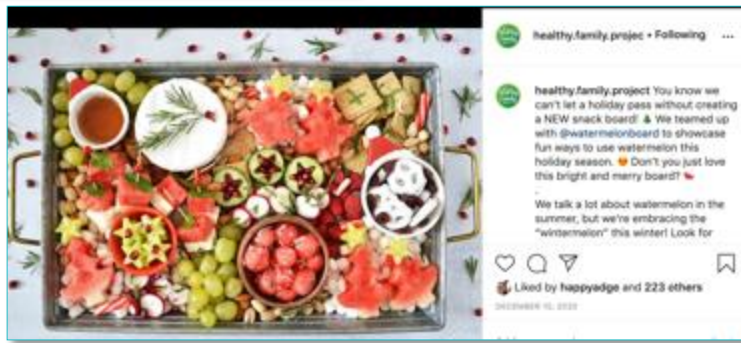 healthy.family.projec • Following
healthy.family.project You know we
can't let a holiday pass without creating
a NEW snack board! 🎄 We teamed up
with @watermelonboard to showcase
fun ways to use watermelon this
holiday season. 😍 Don't you just love
this bright and merry board? 🍉
.
We talk a lot about watermelon in the
summer, but we're embracing the
"wintermelon" this winter! Look for
Liked by happyadge and 223 others